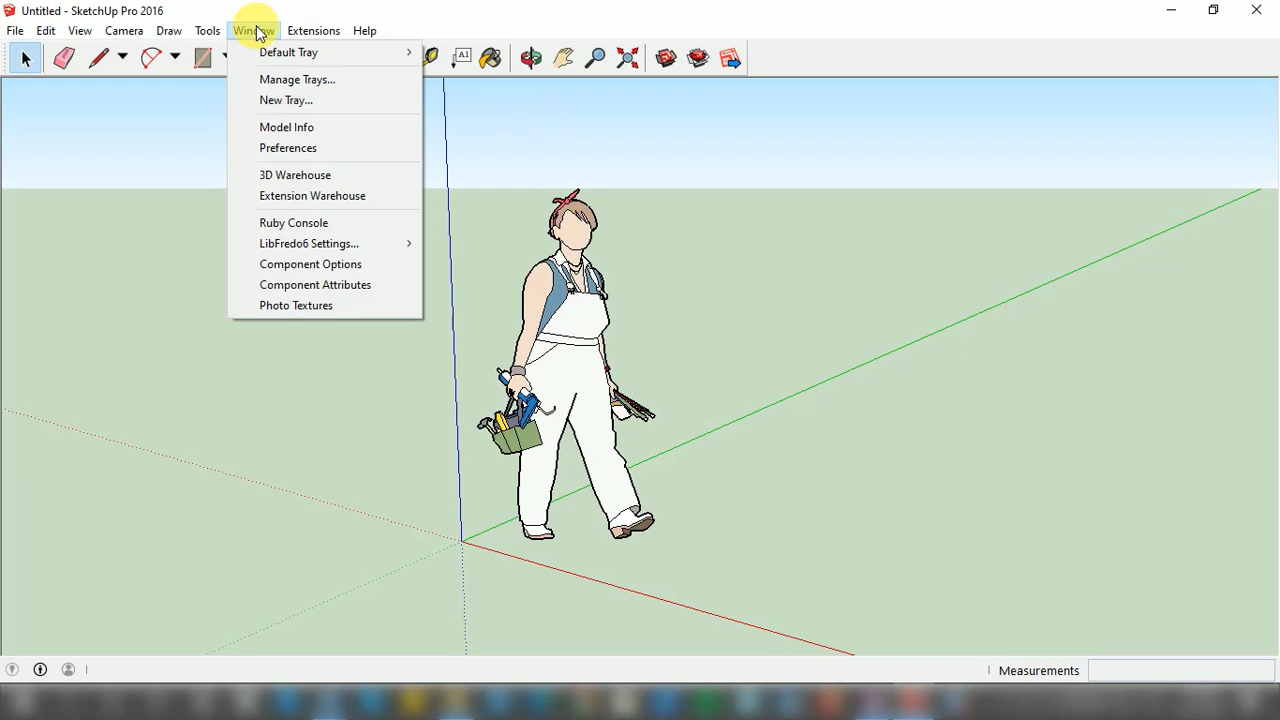 Untitled - SketchUp Pro 2016
File Edit View Camera Draw Tools Window Extensions Help
A1
Default Tray
Manage Trays...
New Tray...
Model Info
Preferences
3D Warehouse
Extension Warehouse
Ruby Console
LibFredo6 Settings...
Component Options
Component Attributes
Photo Textures
Measurements